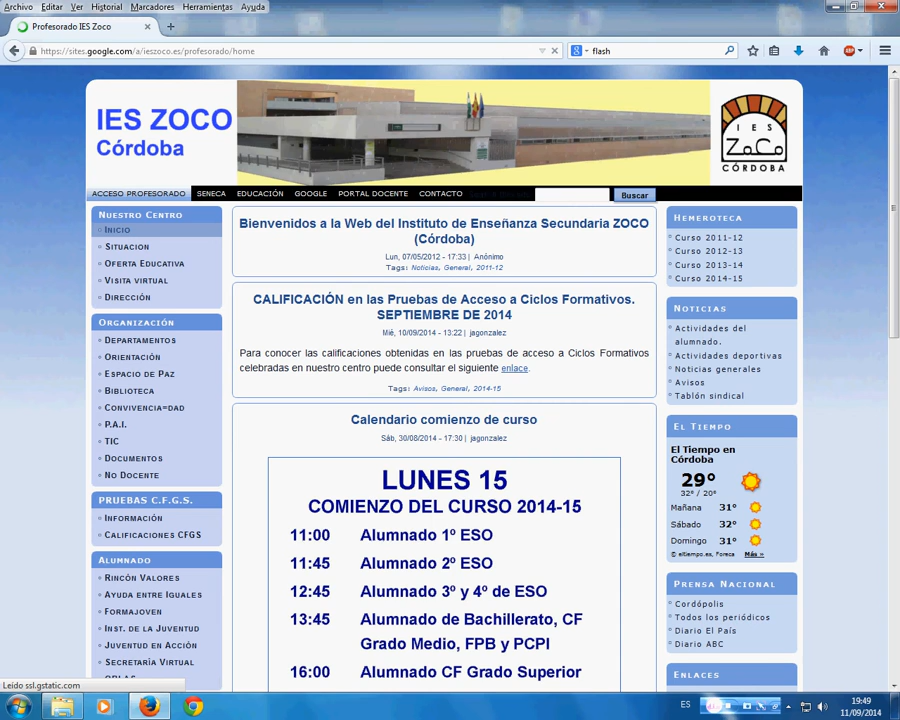 Archivo Editar Ver Historial Marcadores Herramientas Ayuda
Profesorado IES Zoco
https://sites.google.com/a/ieszoco.es/profesorado/home
flash
IES ZOCO
Córdoba
IES
ZoCo
CÓRDOBA
ACCESO PROFESORADO SENECA EDUCACIÓN GOOGLE PORTAL DOCENTE CONTACTO
Buscar
NUESTRO CENTRO
INICIO
SITUACION
OFERTA EDUCATIVA
VISITA VIRTUAL
DIRECCIÓN
ORGANIZACIÓN
DEPARTAMENTOS
ORIENTACIÓN
ESPACIO DE PAZ
BIBLIOTECA
CONVIVENCIA=DAD
P.A.I.
TIC
DOCUMENTOS
NO DOCENTE
PRUEBAS C.F.G.S.
INFORMACIÓN
CALIFICACIONES CFGS
ALUMNADO
RINCÓN VALORES
AYUDA ENTRE IGUALES
FORMAJOVEN
INST. DE LA JUVENTUD
JUVENTUD EN ACCIÓN
SECRETARÍA VIRTUAL
Bienvenidos a la Web del Instituto de Enseñanza Secundaria ZOCO
(Córdoba)
Lun, 07/05/2012 - 17:33 | Anónimo
Tags: Noticias, General, 2011-12
CALIFICACIÓN en las Pruebas de Acceso a Ciclos Formativos.
SEPTIEMBRE DE 2014
Mié, 10/09/2014 - 13:22 | jagonzalez
Para conocer las calificaciones obtenidas en las pruebas de acceso a Ciclos Formativos
celebradas en nuestro centro puede consultar el siguiente enlace.
Tags: Avisos, General, 2014-15
Calendario comienzo de curso
Sáb, 30/08/2014 - 17:30 | jagonzalez
LUNES 15
COMIENZO DEL CURSO 2014-15
11:00 Alumnado 1º ESO
11:45 Alumnado 2º ESO
12:45 Alumnado 3º y 4º de ESO
13:45 Alumnado de Bachillerato, CF
Grado Medio, FPB y PCPI
16:00 Alumnado CF Grado Superior
HEMEROTECA
Curso 2011-12
Curso 2012-13
Curso 2013-14
Curso 2014-15
NOTICIAS
Actividades del
alumnado.
Actividades deportivas
Noticias generales
Avisos
Tablón sindical
EL TIEMPO
El Tiempo en
Córdoba
29°
32° / 20°
Mañana 31°
Sábado 32°
Domingo 31°
© eltiempo.es, Foreca Más »
PRENSA NACIONAL
Cordópolis
Todos los periódicos
Diario El País
Diario ABC
ENLACES
Leído ssl.gstatic.com
ES
19:49
11/09/2014